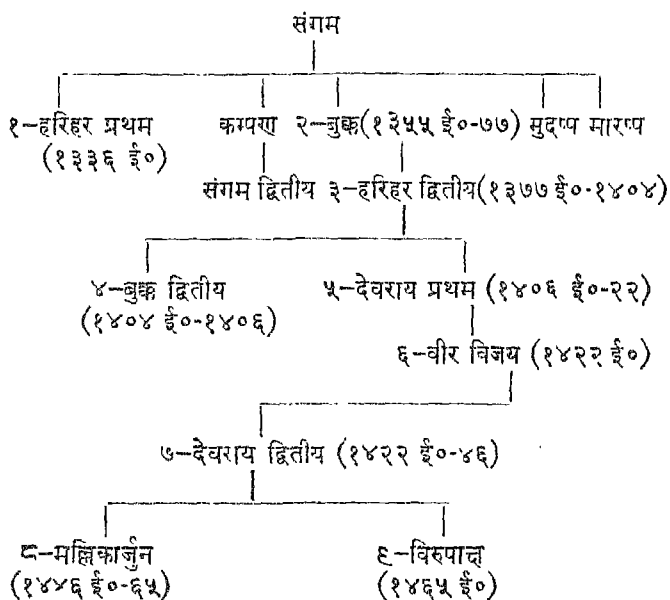 संगम
१-हरिहर प्रथम कम्पण २-बुक्क(१३५५ ई०-७७) सुदप्प मारप्प
(१३३६ ई०)
संगम द्वितीय ३-हरिहर द्वितीय(१३७७ ई०-१४०४)
४-बुक्क द्वितीय ५-देवराय प्रथम (१४०६ ई०-२२)
(१४०४ ई०-१४०६)
६-वीर विजय (१४२२ ई०)
७-देवराय द्वितीय (१४२२ ई०-४६)
८-मल्लिकार्जुन ९-विरुपाक्ष
(१४४६ ई०-६५) (१४६५ ई०)